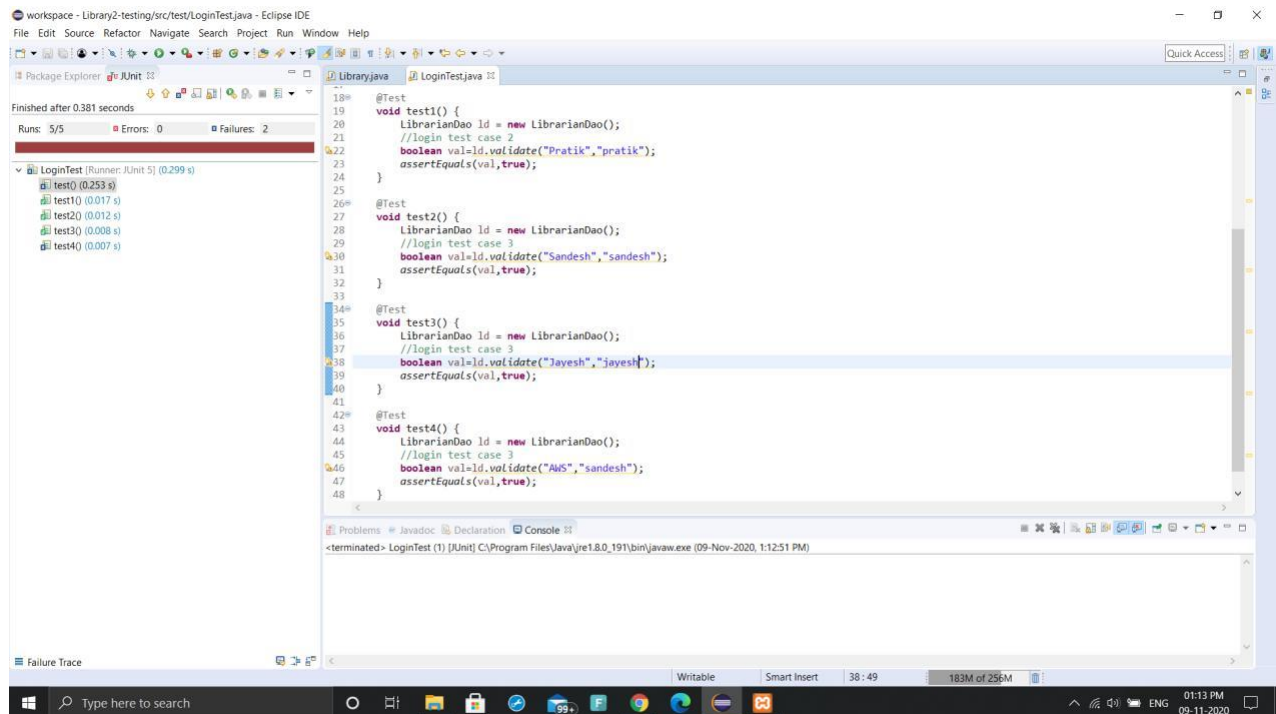 workspace - Library2-testing/src/test/LoginTest.java - Eclipse IDE
File Edit Source Refactor Navigate Search Project Run Window Help
Quick Access
Package Explorer JUnit
Finished after 0.381 seconds
Runs: 5/5 Errors: 0 Failures: 2
LoginTest [Runner: JUnit 5] (0.299 s)
test() (0.253 s)
test1() (0.017 s)
test2() (0.012 s)
test3() (0.008 s)
test4() (0.007 s)
Failure Trace
Library.java LoginTest.java
18 @Test
19 void test1() {
20 LibrarianDao ld = new LibrarianDao();
21 //login test case 2
22 boolean val=ld.validate("Pratik","pratik");
23 assertEquals(val,true);
24 }
25
26 @Test
27 void test2() {
28 LibrarianDao ld = new LibrarianDao();
29 //login test case 3
30 boolean val=ld.validate("Sandesh","sandesh");
31 assertEquals(val,true);
32 }
33
34 @Test
35 void test3() {
36 LibrarianDao ld = new LibrarianDao();
37 //login test case 3
38 boolean val=ld.validate("Jayesh","jayesh");
39 assertEquals(val,true);
40 }
41
42 @Test
43 void test4() {
44 LibrarianDao ld = new LibrarianDao();
45 //login test case 3
46 boolean val=ld.validate("AWS","sandesh");
47 assertEquals(val,true);
48 }
Problems Javadoc Declaration Console
<terminated> LoginTest (1) [JUnit] C:\Program Files\Java\jre1.8.0_191\bin\javaw.exe (09-Nov-2020, 1:12:51 PM)
Writable Smart Insert 38 : 49 183M of 256M
Type here to search
99+
ENG
01:13 PM
09-11-2020